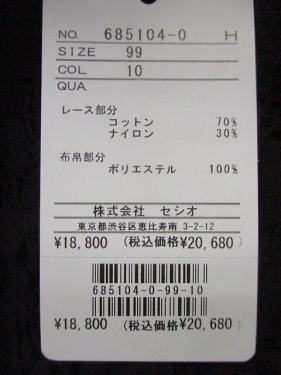 NO. 685104-0 H
SIZE 99
COL. 10
QUA.
レース部分
コットン 70%
ナイロン 30%
布帛部分
ポリエステル 100%
株式会社 セシオ
東京都渋谷区恵比寿南 3-2-12
¥18,800 (税込価格¥20,680)
685104-0-99-10
¥18,800 (税込価格¥20,680)